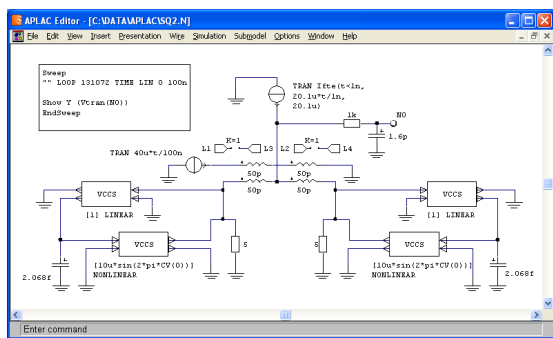 APLAC Editor - [C:\DATA\APLAC\SQ2.N]
File Edit View Insert Presentation Wire Simulation Submodel Options Window Help
Sweep
"" LOOP 131072 TIME LIN 0 100n
Show Y (Vtran(NO))
EndSweep
TRAN Ifte(t<1n,
20.1u*t/1n,
20.1u)
1k
NO
1.6p
K=1
K=1
L1
L3
L2
L4
TRAN 40u*t/100n
50p
50p
50p
50p
VCCS
VCCS
[1] LINEAR
[1] LINEAR
VCCS
5
5
VCCS
2.068f
[10u*sin(2*pi*CV(0))]
NONLINEAR
[10u*sin(2*pi*CV(0))]
NONLINEAR
2.068f
Enter command